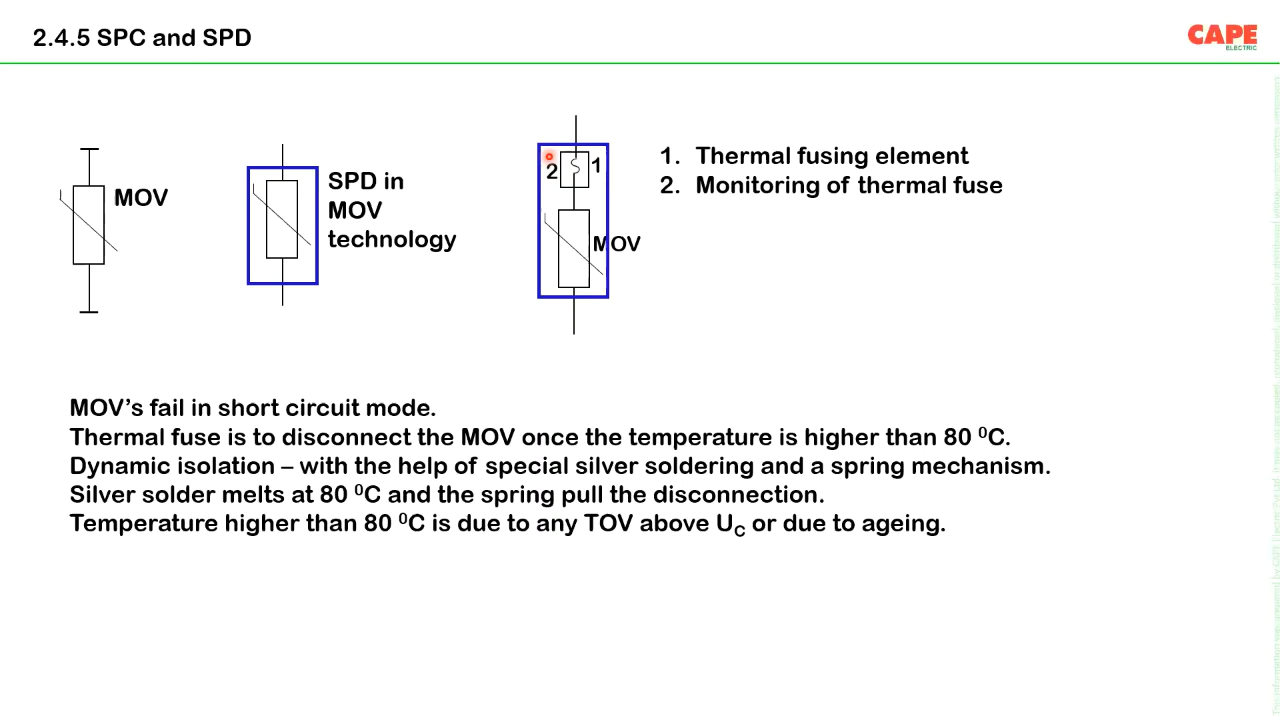 2.4.5 SPC and SPD
CAPE
ELECTRIC
MOV
SPD in
MOV
technology
2
1
MOV
1. Thermal fusing element
2. Monitoring of thermal fuse
MOV's fail in short circuit mode.
Thermal fuse is to disconnect the MOV once the temperature is higher than 80 ⁰C.
Dynamic isolation – with the help of special silver soldering and a spring mechanism.
Silver solder melts at 80 ⁰C and the spring pull the disconnection.
Temperature higher than 80 ⁰C is due to any TOV above UC or due to ageing.